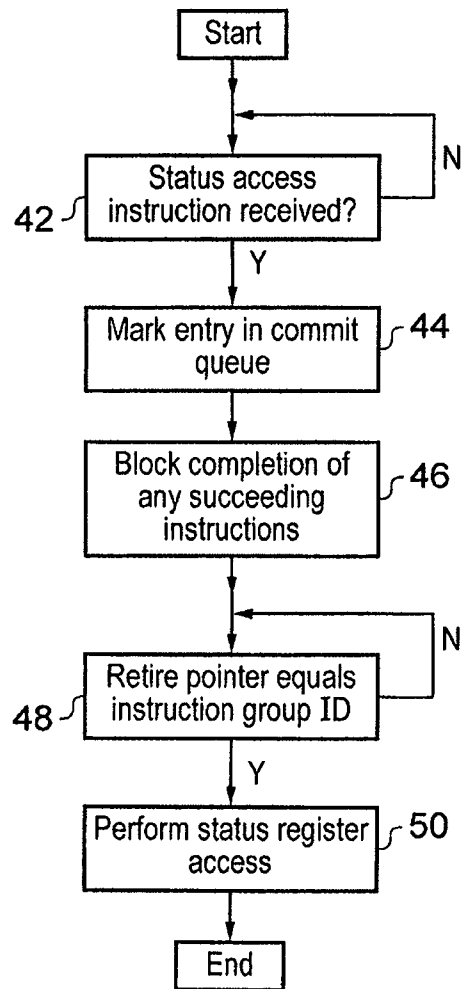 Start
N
Status access
instruction received?
42
Y
Mark entry in commit
queue
44
Block completion of
any succeeding
instructions
46
N
Retire pointer equals
instruction group ID
48
Y
Perform status register
access
50
End